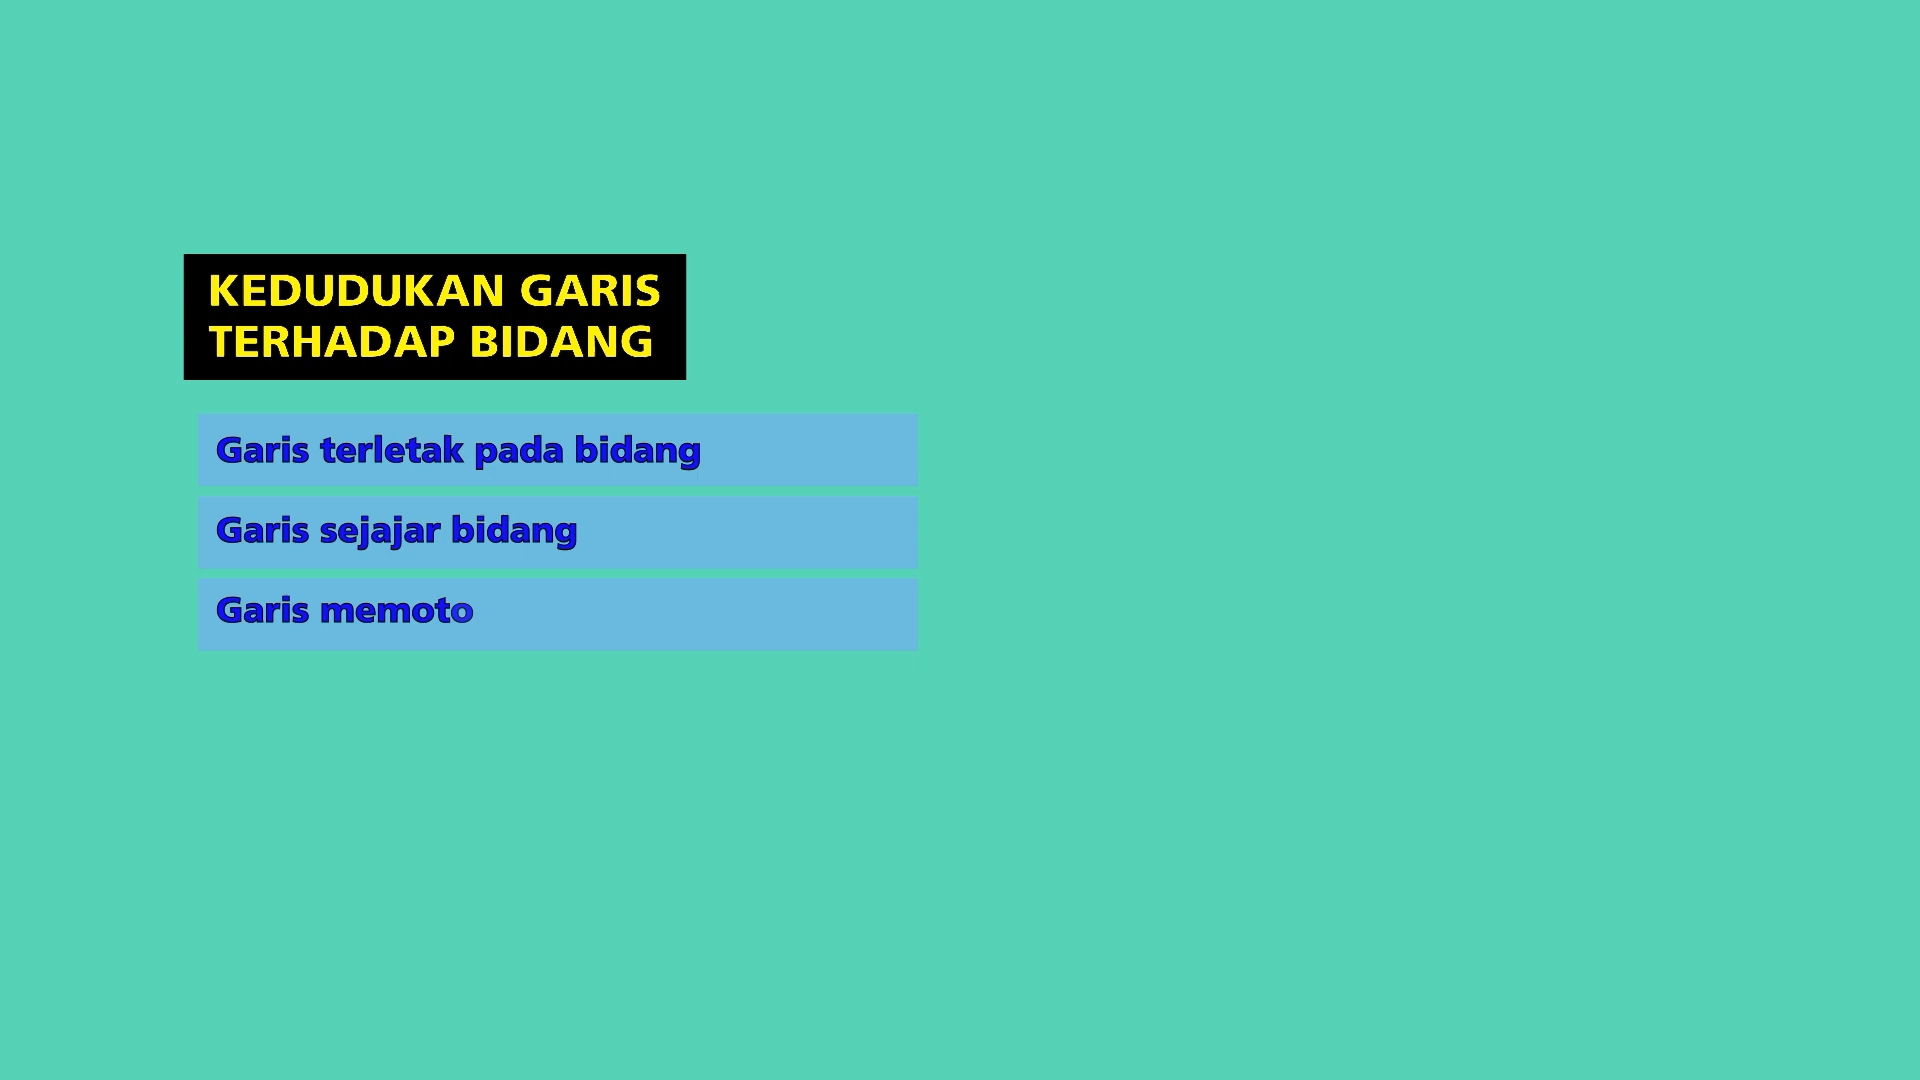 KEDUDUKAN GARIS
TERHADAP BIDANG
Garis terletak pada bidang
Garis sejajar bidang
Garis memoto